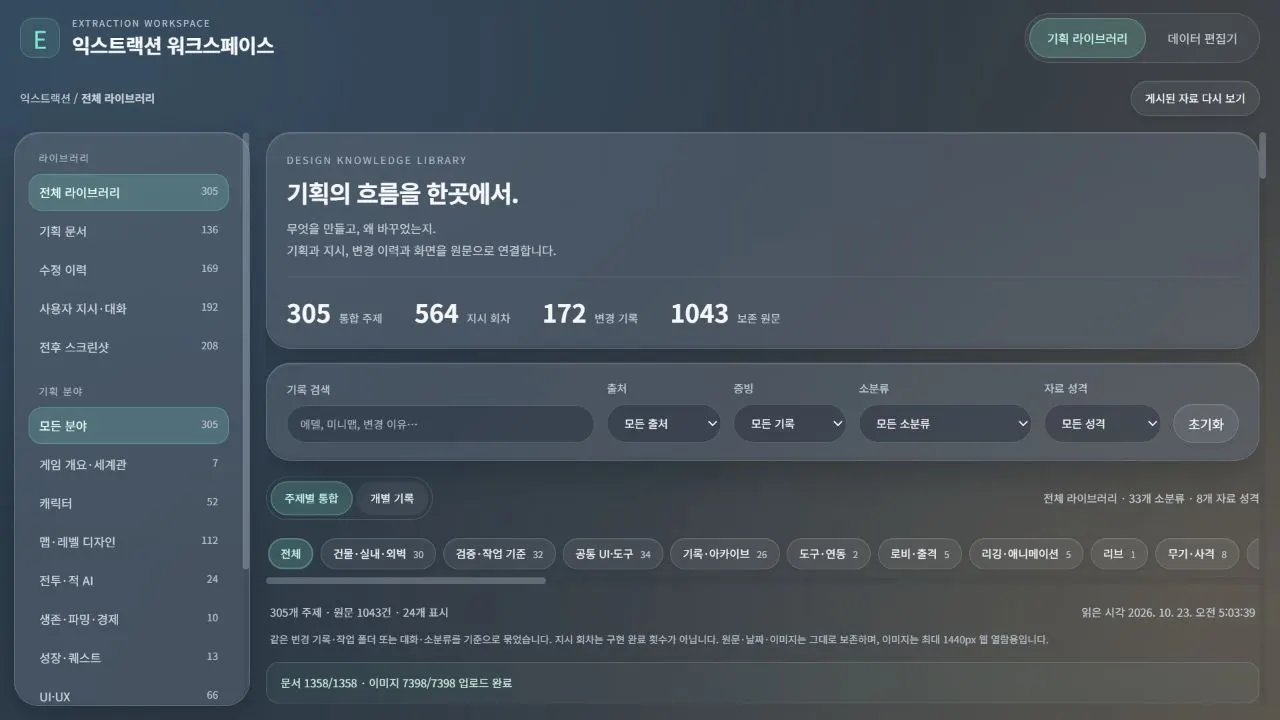 E
EXTRACTION WORKSPACE
익스트랙션 워크스페이스
기획 라이브러리
데이터 편집기
익스트랙션 / 전체 라이브러리
게시된 자료 다시 보기
라이브러리
전체 라이브러리 305
기획 문서 136
수정 이력 169
사용자 지시·대화 192
전후 스크린샷 208
기획 분야
모든 분야 305
게임 개요·세계관 7
캐릭터 52
맵·레벨 디자인 112
전투·적 AI 24
생존·파밍·경제 10
성장·퀘스트 13
UI·UX 66
DESIGN KNOWLEDGE LIBRARY
기획의 흐름을 한곳에서.
무엇을 만들고, 왜 바꾸었는지.
기획과 지시, 변경 이력과 화면을 원문으로 연결합니다.
305 통합 주제 564 지시 회차 172 변경 기록 1043 보존 원문
기록 검색 출처 증빙 소분류 자료 성격
에뎀, 미니맵, 변경 이유… 모든 출처 모든 기록 모든 소분류 모든 성격 초기화
주제별 통합 개별 기록
전체 라이브러리 · 33개 소분류 · 8개 자료 성격
전체 건물·실내·외벽 30 검증·작업 기준 32 공통 UI·도구 34 기록·아카이브 26 도구·연동 2 로비·출격 5 리깅·애니메이션 5 리브 1 무기·사격 8
305개 주제 · 원문 1043건 · 24개 표시
읽은 시각 2026. 10. 23. 오전 5:03:39
같은 변경 기록·작업 폴더 또는 대화·소분류를 기준으로 묶었습니다. 지시 회차는 구현 완료 횟수가 아닙니다. 원문·날짜·이미지는 그대로 보존하며, 이미지는 최대 1440px 웹 열람용입니다.
문서 1358/1358 · 이미지 7398/7398 업로드 완료